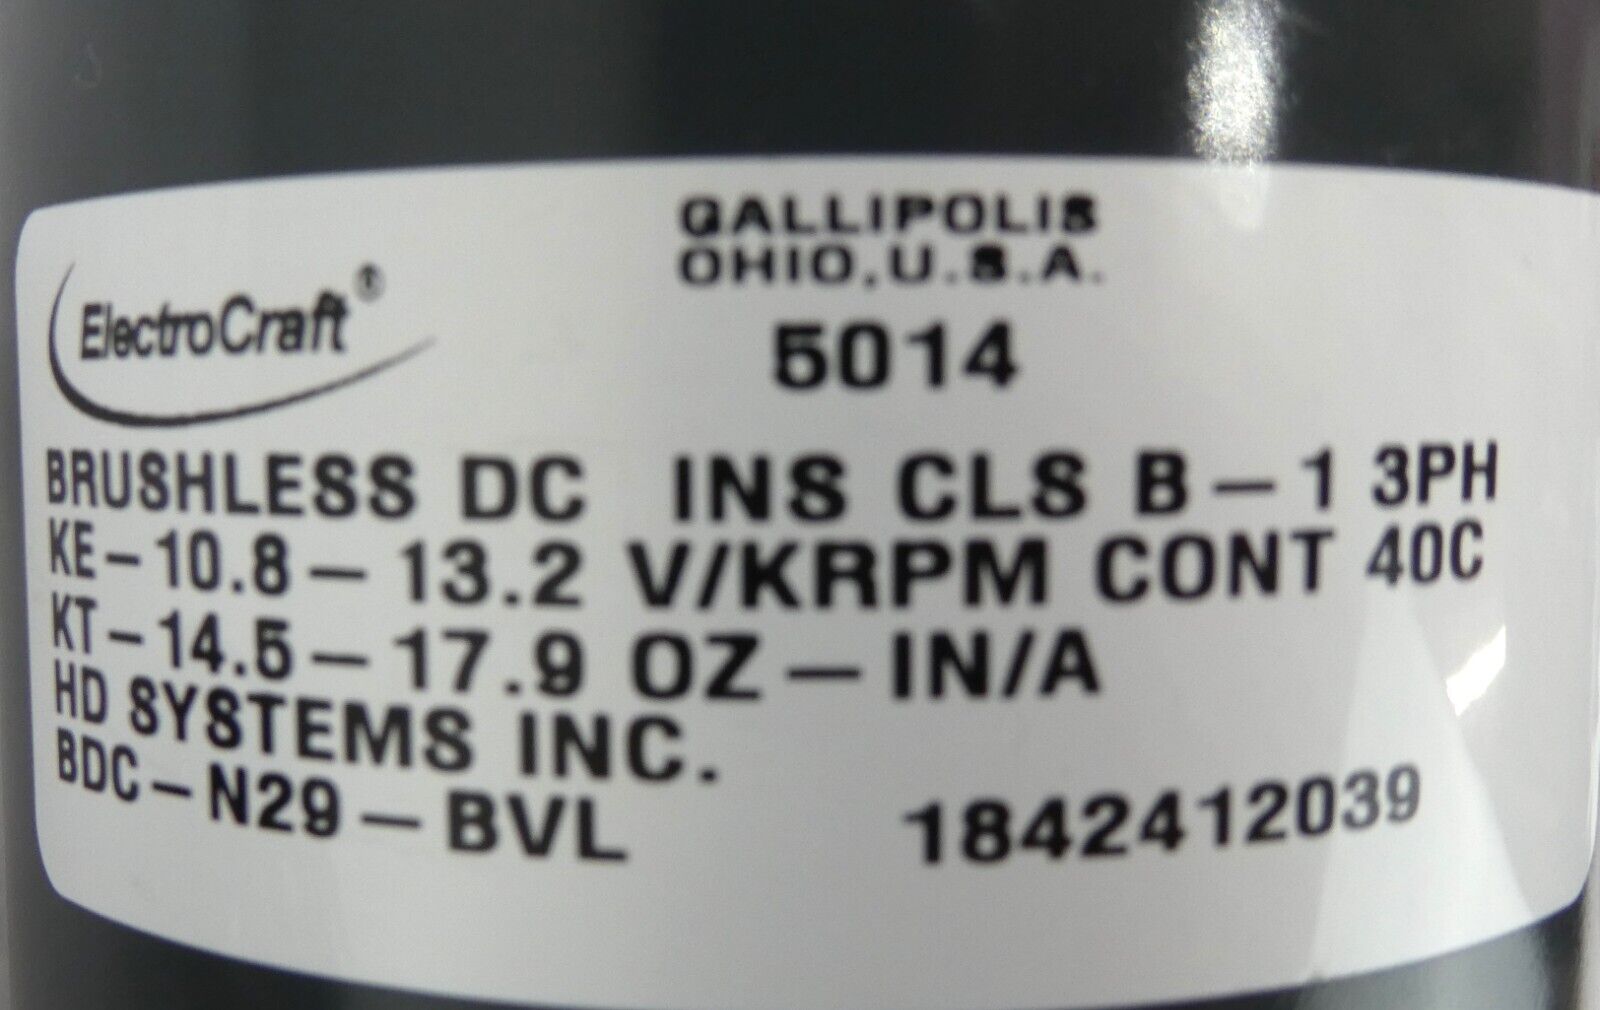 GALLIPOLIS
OHIO, U.S.A.
ElectroCraft®
5014
BRUSHLESS DC INS CLS B-1 3PH
KE-10.8-13.2 V/KRPM CONT 40C
KT-14.5-17.9 OZ-IN/A
HD SYSTEMS INC.
BDC-N29-BVL 1842412039